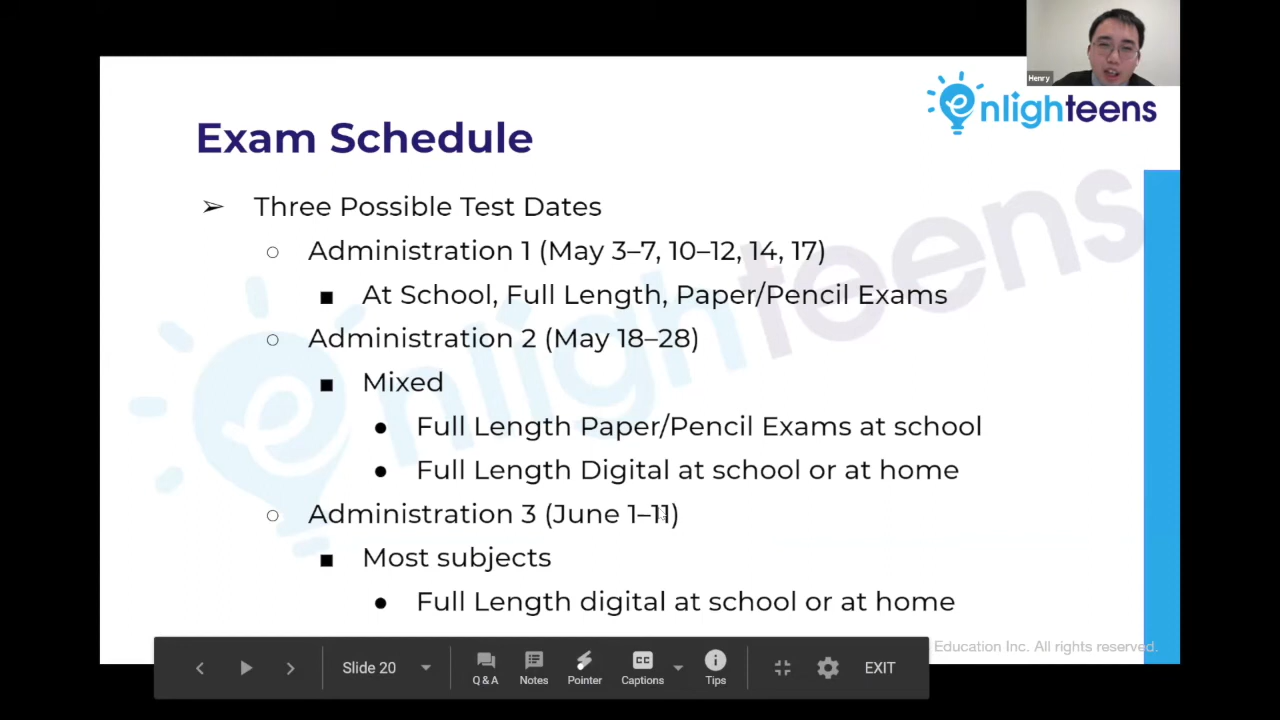 Henry
enlighteens
Exam Schedule
➢ Three Possible Test Dates
○ Administration 1 (May 3–7, 10–12, 14, 17)
■ At School, Full Length, Paper/Pencil Exams
○ Administration 2 (May 18–28)
■ Mixed
● Full Length Paper/Pencil Exams at school
● Full Length Digital at school or at home
○ Administration 3 (June 1–11)
■ Most subjects
● Full Length digital at school or at home
enlighteens
Education Inc. All rights reserved.
Slide 20
Q & A
Notes
Pointer
CC
Captions
Tips
EXIT